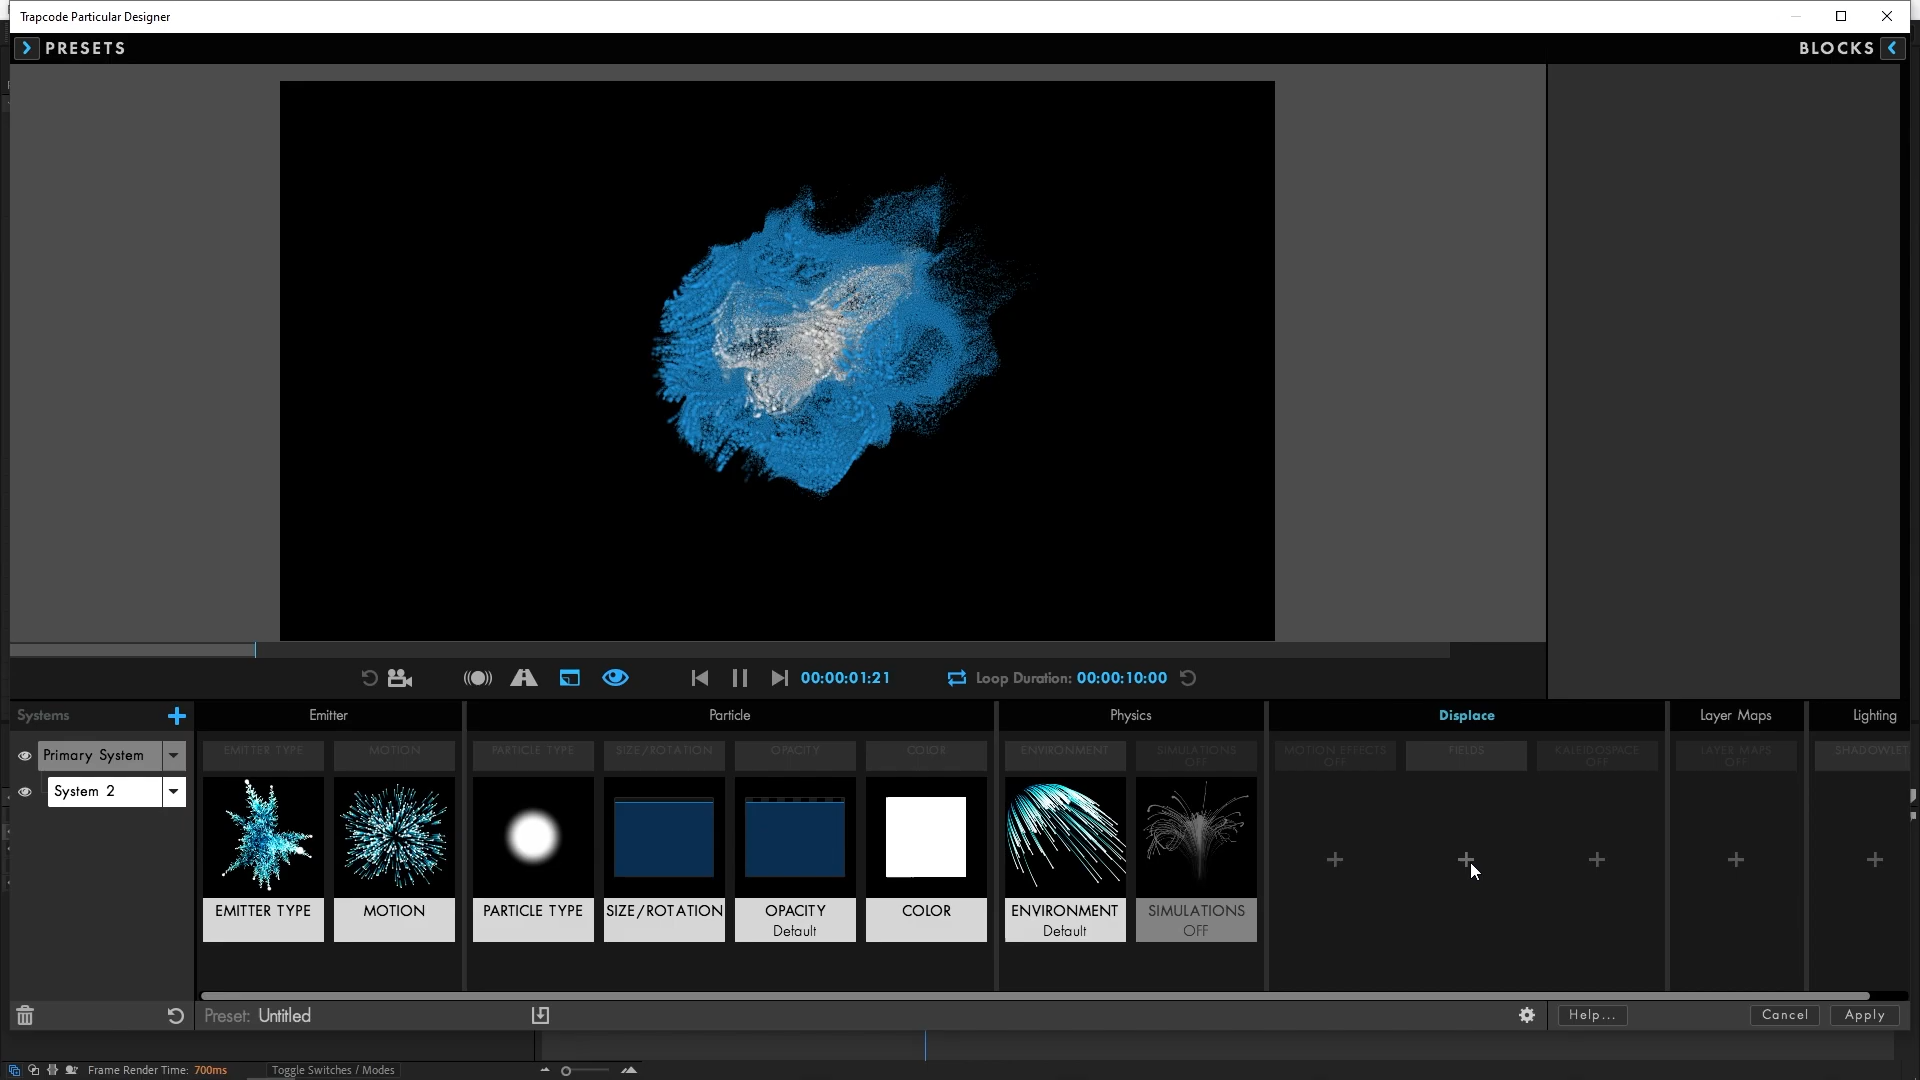 Trapcode Particular Designer
PRESETS
BLOCKS
00:00:01:21
Loop Duration: 00:00:10:00
Systems
Emitter
Particle
Physics
Displace
Layer Maps
Lighting
Primary System
System 2
EMITTER TYPE
MOTION
PARTICLE TYPE
SIZE/ROTATION
OPACITY
COLOR
ENVIRONMENT
SIMULATIONS
OFF
MOTION EFFECTS
OFF
FIELDS
KALEIDOSPACE
OFF
LAYER MAPS
OFF
SHADOWLET
EMITTER TYPE
MOTION
PARTICLE TYPE
SIZE/ROTATION
OPACITY
Default
COLOR
ENVIRONMENT
Default
SIMULATIONS
OFF
Preset: Untitled
Help...
Cancel
Apply
Frame Render Time: 700ms
Toggle Switches / Modes